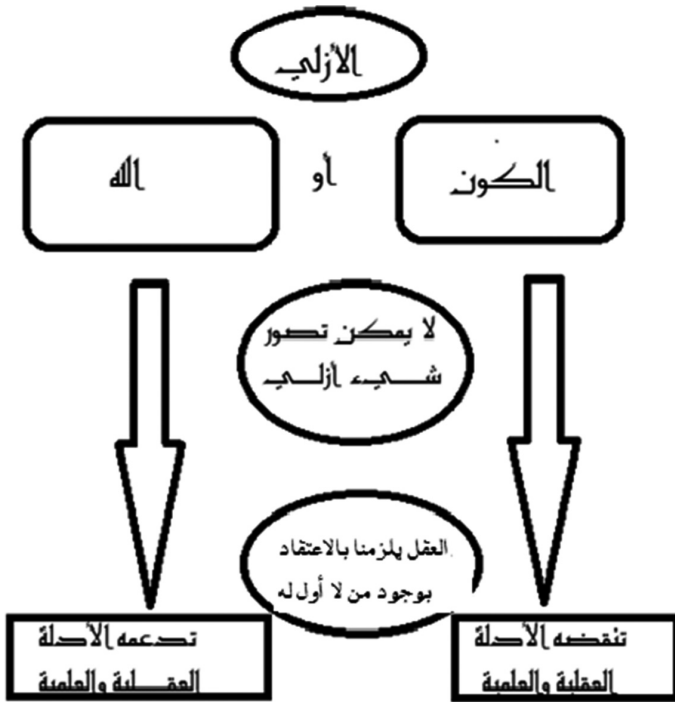 الأزلي
الكون
أو
الله
لا يمكن تصور
شيء أزلي
العقل يلزمنا بالاعتقاد
بوجود من لا أول له
تنقضه الأدلة
العقلية والعلمية
تدعمه الأدلة
العقلية والعلمية